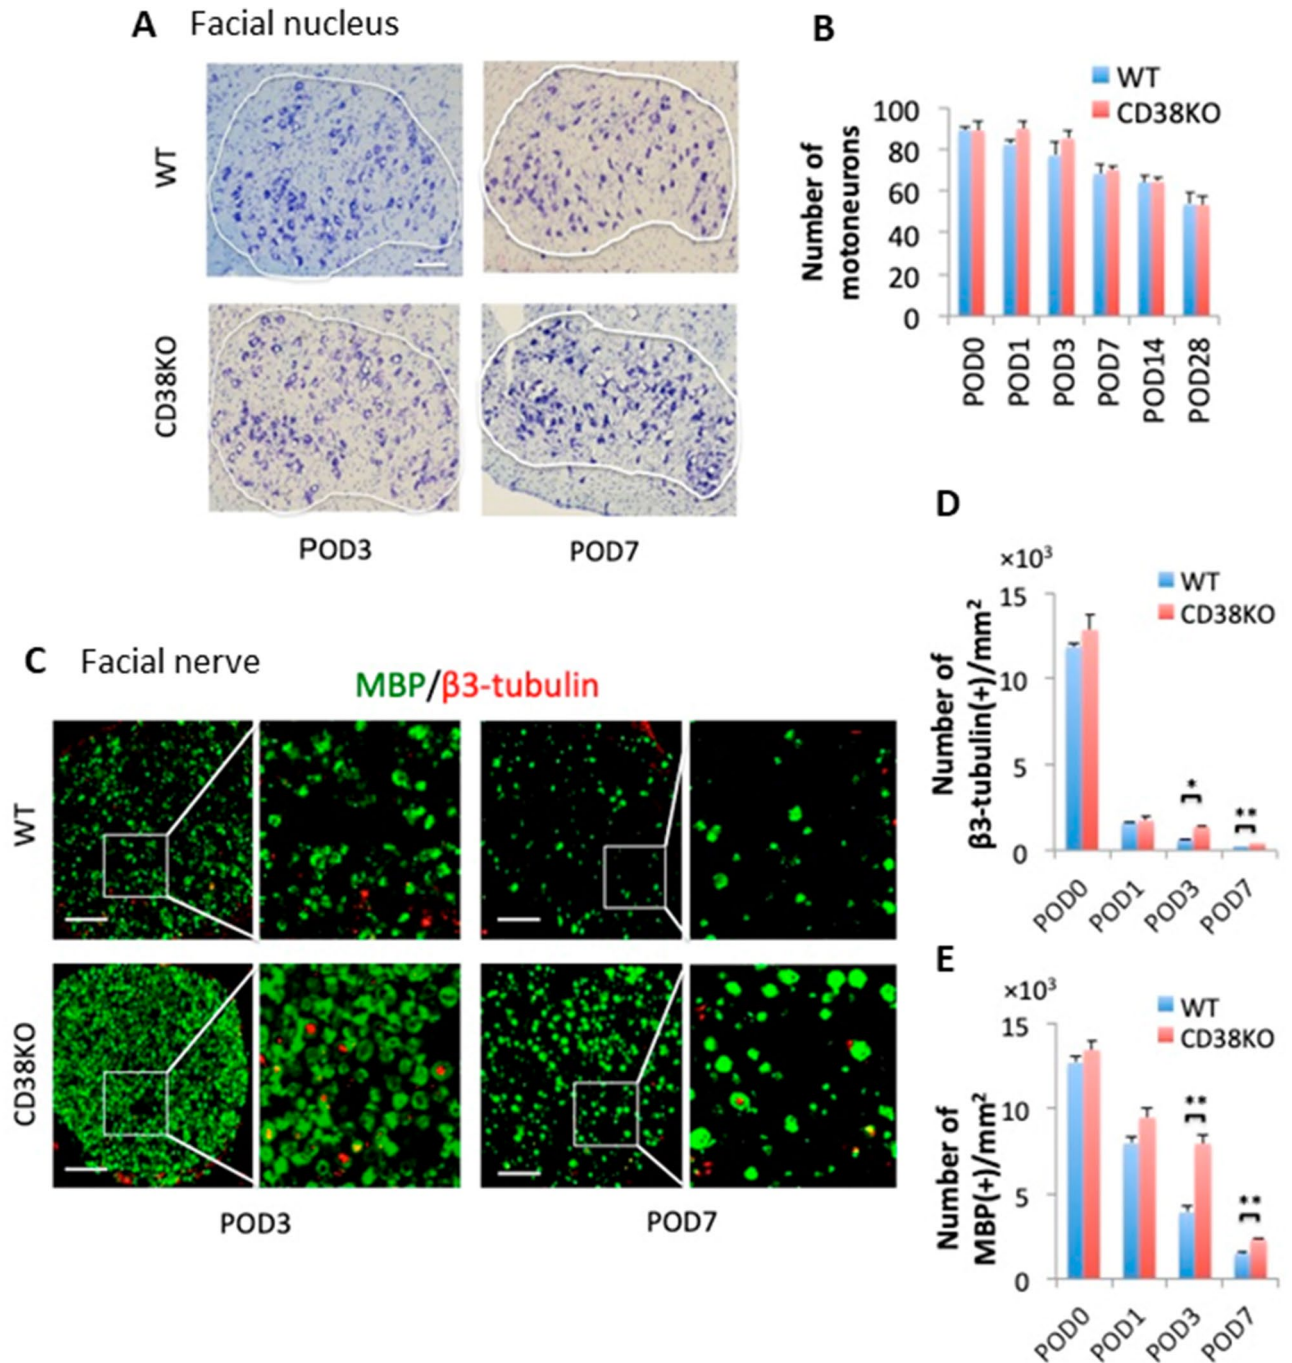 A Facial nucleus
WT
CD38KO
POD3
POD7
B
WT
CD38KO
Number of
motoneurons
100
80
60
40
20
0
POD0
POD1
POD3
POD7
POD14
POD28
C Facial nerve
MBP/β3-tubulin
WT
CD38KO
POD3
POD7
D
×10³
WT
CD38KO
Number of
β3-tubulin(+)/mm²
15
10
5
0
*
**
POD0
POD1
POD3
POD7
E
×10³
WT
CD38KO
Number of
MBP(+)/mm²
15
10
5
0
**
**
POD0
POD1
POD3
POD7